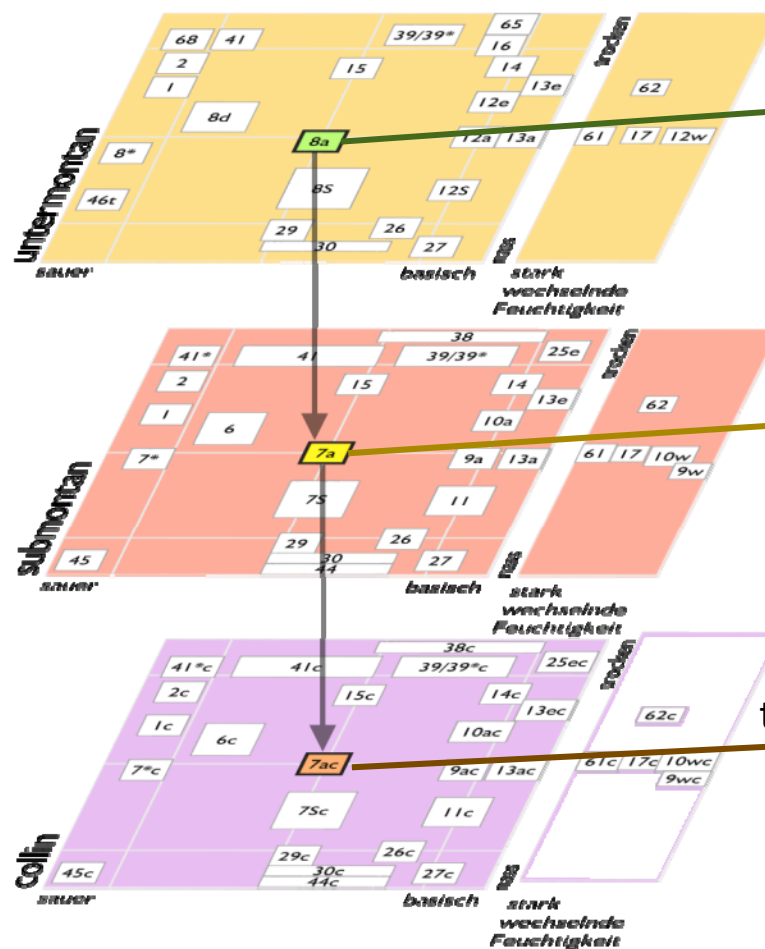 untermontan
trocken
68 41 39/39* 65
16
2 15 14
1 13e 62
8d 12e
8* 8a 12a 13a 61 17 12w
46t 8S 12S
29 26
30 27
nass
sauer basisch stark
wechselnde
Feuchtigkeit
submontan
trocken
38
41* 41 39/39* 25e
2 15 14
13e 62
1 6 10a
7* 7a 9a 13a 61 17 10w
9w
7S 11
29 26
45 30 27
44
nass
sauer basisch stark
wechselnde
Feuchtigkeit
collin
trocken
38c
41*c 41c 39/39*c 25ec
2c 15c 14c
13ec 62c t
1c 6c 10ac
7*c 7ac 9ac 13ac 61c 17c 10wc
9wc
7Sc 11c
29c 26c
45c 30c 27c
44c
nass
sauer basisch stark
wechselnde
Feuchtigkeit